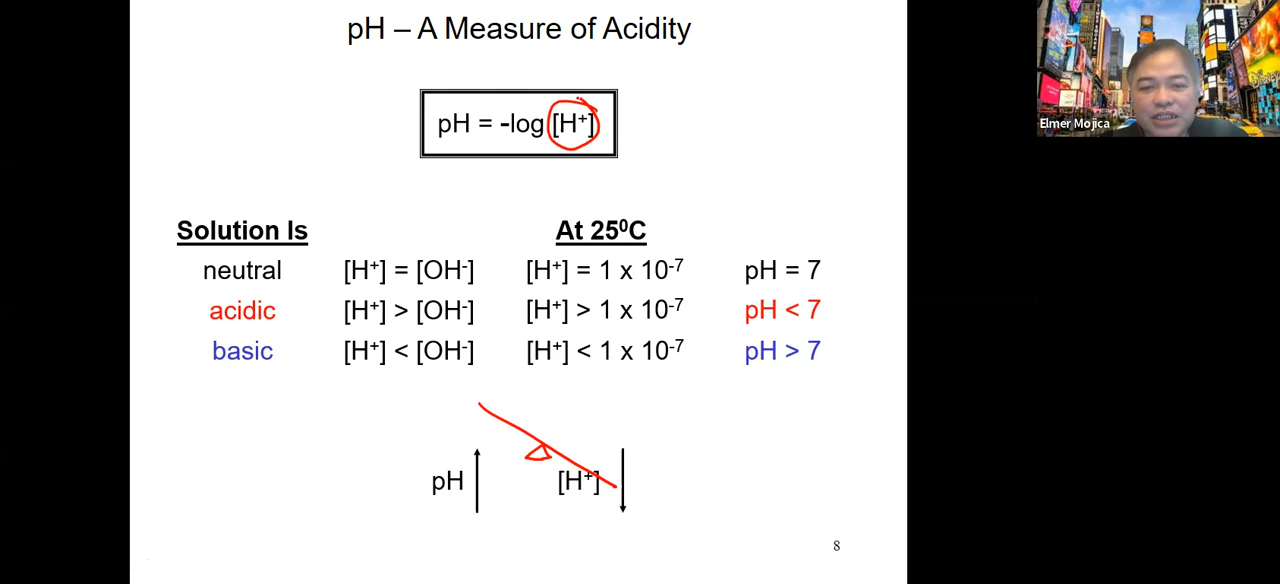 pH – A Measure of Acidity
pH = -log [H⁺]
Solution Is At 25⁰C
neutral [H⁺] = [OH⁻] [H⁺] = 1 x 10⁻⁷ pH = 7
acidic [H⁺] > [OH⁻] [H⁺] > 1 x 10⁻⁷ pH < 7
basic [H⁺] < [OH⁻] [H⁺] < 1 x 10⁻⁷ pH > 7
pH [H⁺]
8
Elmer Mojica